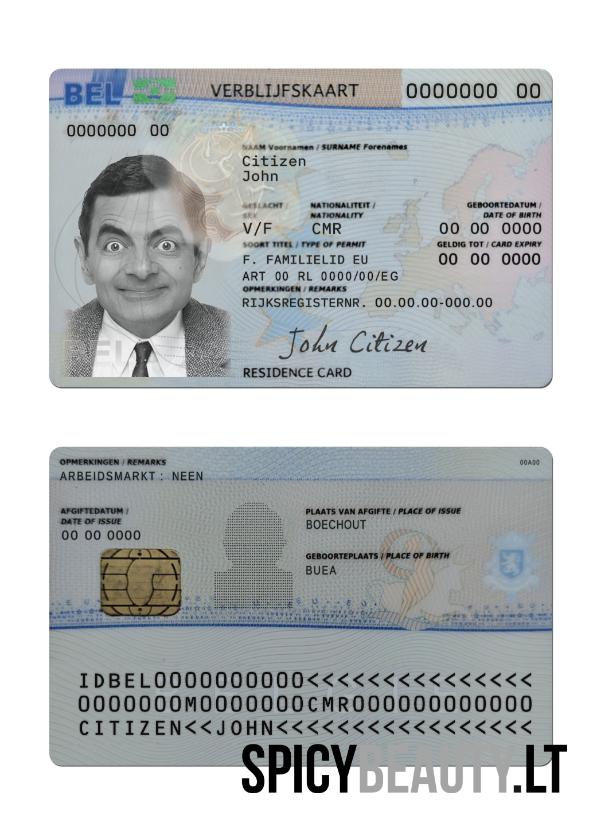 BEL VERBLIJFSKAART 0000000 00
0000000 00
NAAM Voornamen / SURNAME Forenames
Citizen
John
GESLACHT / NATIONALITEIT / GEBOORTEDATUM /
SEX NATIONALITY DATE OF BIRTH
V/F CMR 00 00 0000
SOORT TITEL / TYPE OF PERMIT GELDIG TOT / CARD EXPIRY
F. FAMILIELID EU 00 00 0000
ART 00 RL 0000/00/EG
OPMERKINGEN / REMARKS
RIJKSREGISTERNR. 00.00.00-000.00
John Citizen
BEL
RESIDENCE CARD
OPMERKINGEN / REMARKS 00A00
ARBEIDSMARKT: NEEN
AFGIFTEDATUM / PLAATS VAN AFGIFTE / PLACE OF ISSUE
DATE OF ISSUE BOECHOUT
00 00 0000
GEBOORTEPLAATS / PLACE OF BIRTH
BUEA
IDBEL0000000000<<<<<<<<<<<<<<<
0000000M0000000CMR000000000000
CITIZEN<<JOHN<<<<<<<<<<<<<<<<<
SPICYBEAUTY.LT